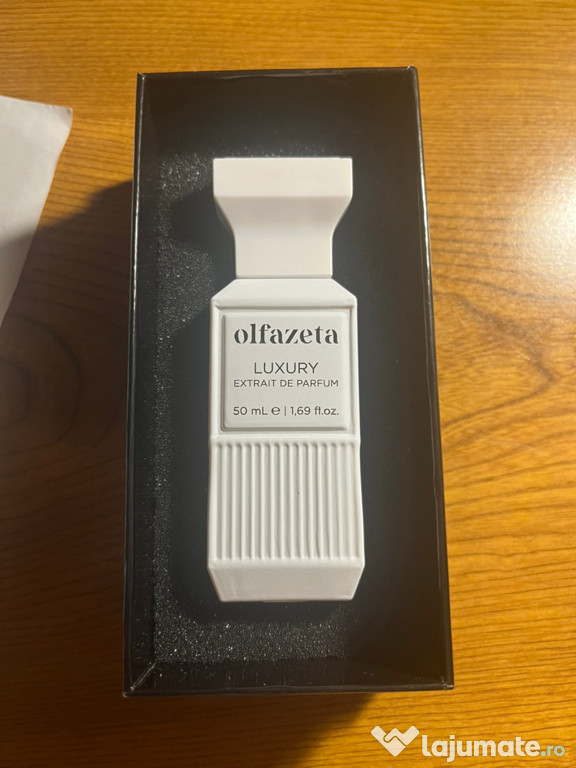 olfazeta
LUXURY
EXTRAIT DE PARFUM
50 mL ℮ | 1,69 fl.oz.
lajumate.ro